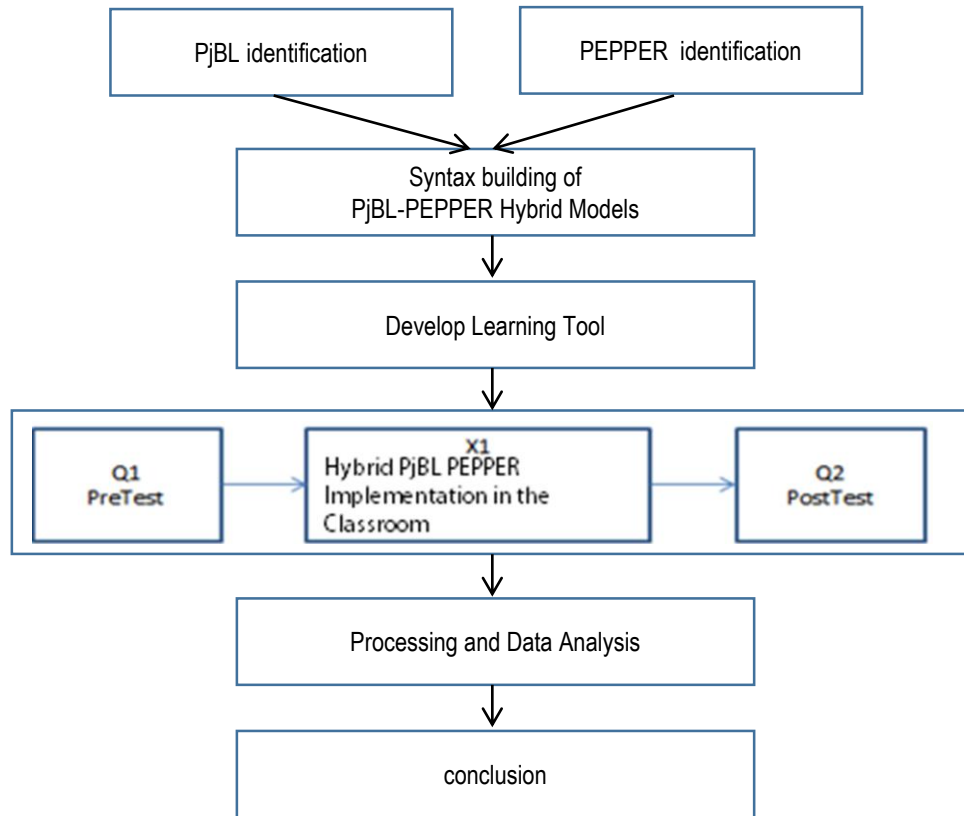 PjBL identification
PEPPER identification
Syntax building of
PjBL-PEPPER Hybrid Models
Develop Learning Tool
Q1
PreTest
X1
Hybrid PjBL PEPPER
Implementation in the
Classroom
Q2
PostTest
Processing and Data Analysis
conclusion